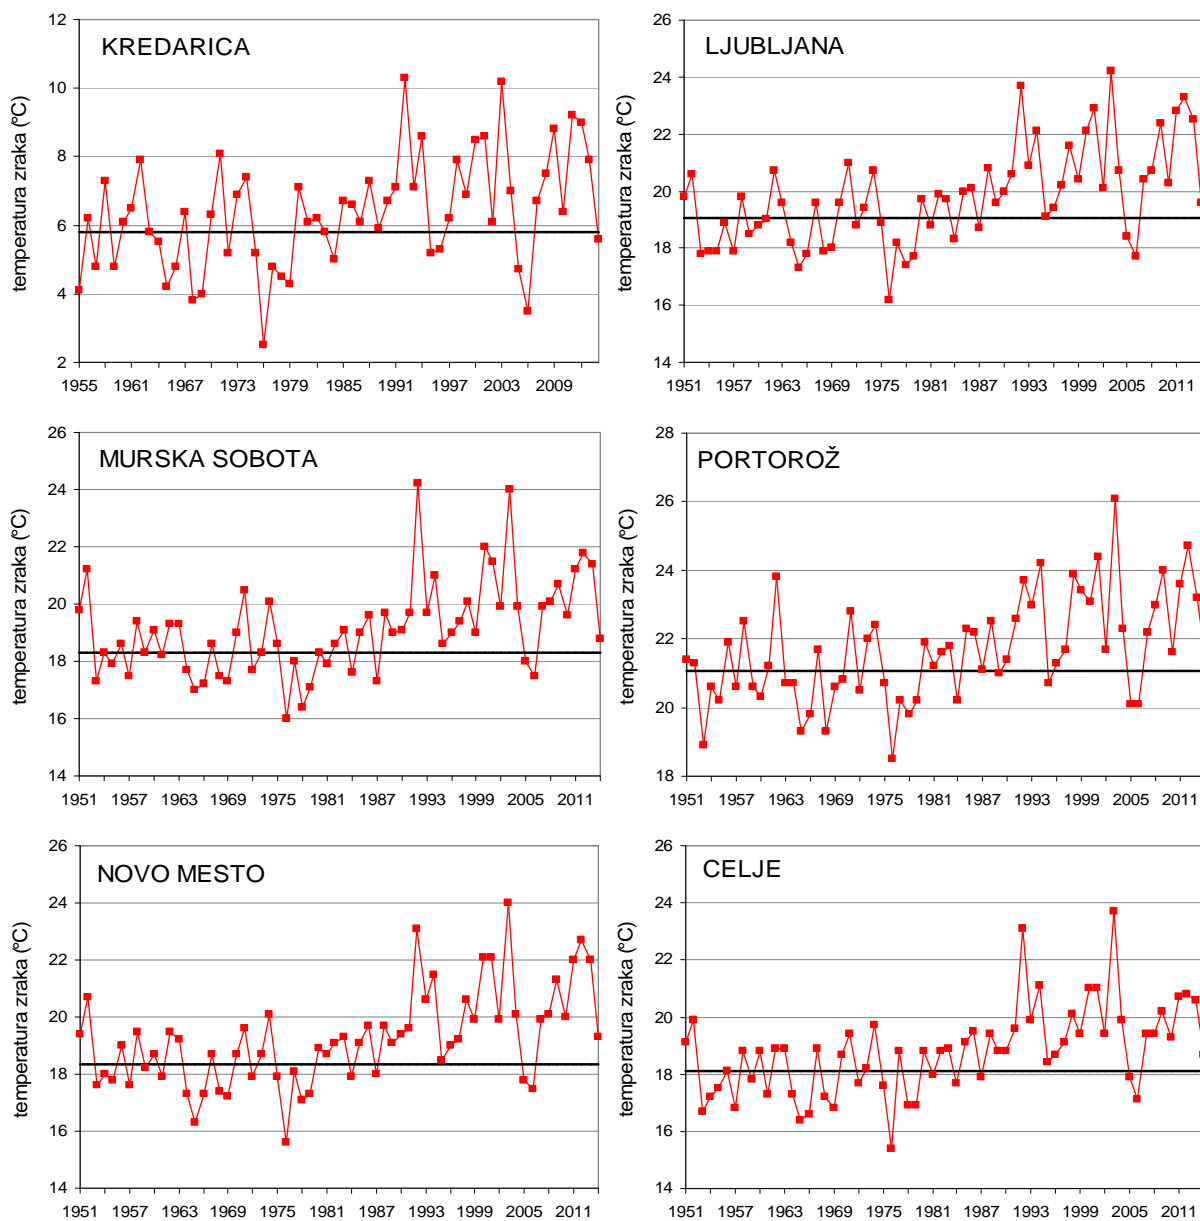 KREDARICA
temperatura zraka (°C)
12
10
8
6
4
2
1955 1961 1967 1973 1979 1985 1991 1997 2003 2009
LJUBLJANA
temperatura zraka (°C)
26
24
22
20
18
16
14
1951 1957 1963 1969 1975 1981 1987 1993 1999 2005 2011
MURSKA SOBOTA
temperatura zraka (°C)
26
24
22
20
18
16
14
1951 1957 1963 1969 1975 1981 1987 1993 1999 2005 2011
PORTOROŽ
temperatura zraka (°C)
28
26
24
22
20
18
1951 1957 1963 1969 1975 1981 1987 1993 1999 2005 2011
NOVO MESTO
temperatura zraka (°C)
26
24
22
20
18
16
14
1951 1957 1963 1969 1975 1981 1987 1993 1999 2005 2011
CELJE
temperatura zraka (°C)
26
24
22
20
18
16
14
1951 1957 1963 1969 1975 1981 1987 1993 1999 2005 2011